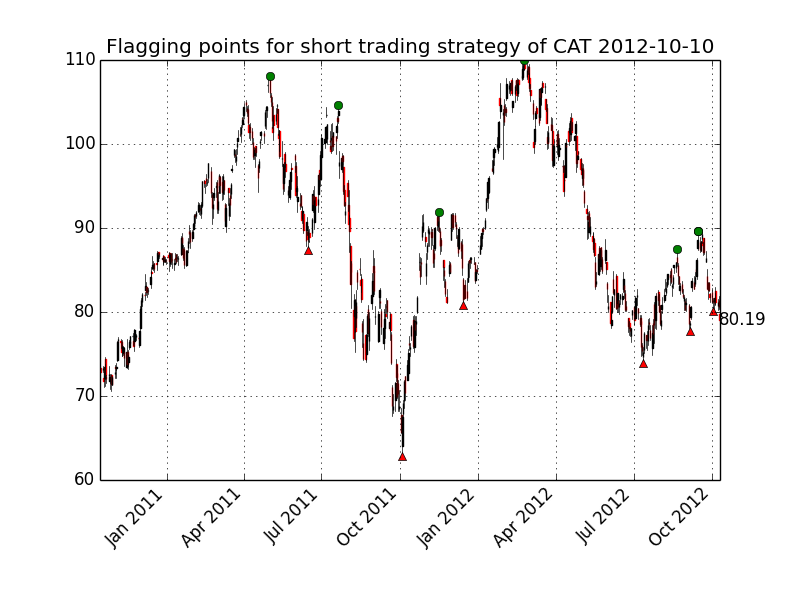 Flagging points for short trading strategy of CAT 2012-10-10
110
100
90
80
70
60
80.19
Jan 2011
Apr 2011
Jul 2011
Oct 2011
Jan 2012
Apr 2012
Jul 2012
Oct 2012